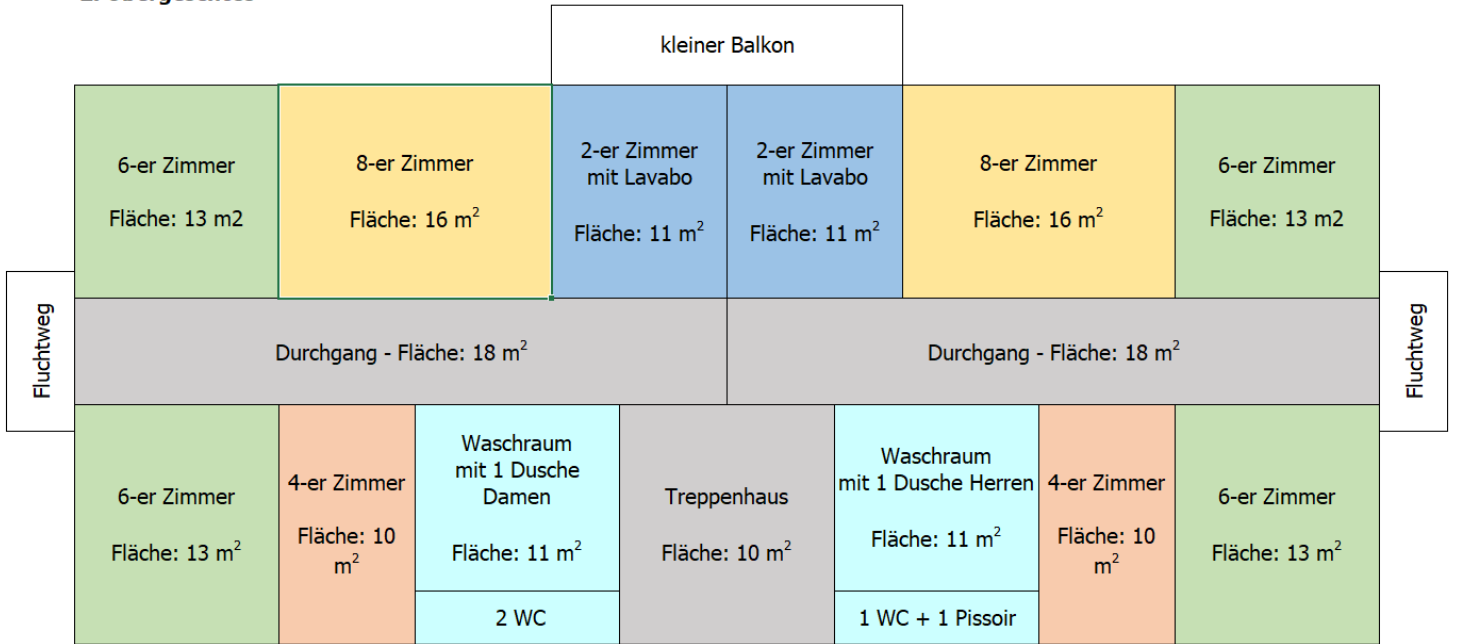 kleiner Balkon
6-er Zimmer
Fläche: 13 m2
8-er Zimmer
Fläche: 16 m²
2-er Zimmer
mit Lavabo
Fläche: 11 m²
2-er Zimmer
mit Lavabo
Fläche: 11 m²
8-er Zimmer
Fläche: 16 m²
6-er Zimmer
Fläche: 13 m2
Fluchtweg
Durchgang - Fläche: 18 m²
Durchgang - Fläche: 18 m²
Fluchtweg
6-er Zimmer
Fläche: 13 m²
4-er Zimmer
Fläche: 10
m²
Waschraum
mit 1 Dusche
Damen
Fläche: 11 m²
2 WC
Treppenhaus
Fläche: 10 m²
Waschraum
mit 1 Dusche Herren
Fläche: 11 m²
1 WC + 1 Pissoir
4-er Zimmer
Fläche: 10
m²
6-er Zimmer
Fläche: 13 m²